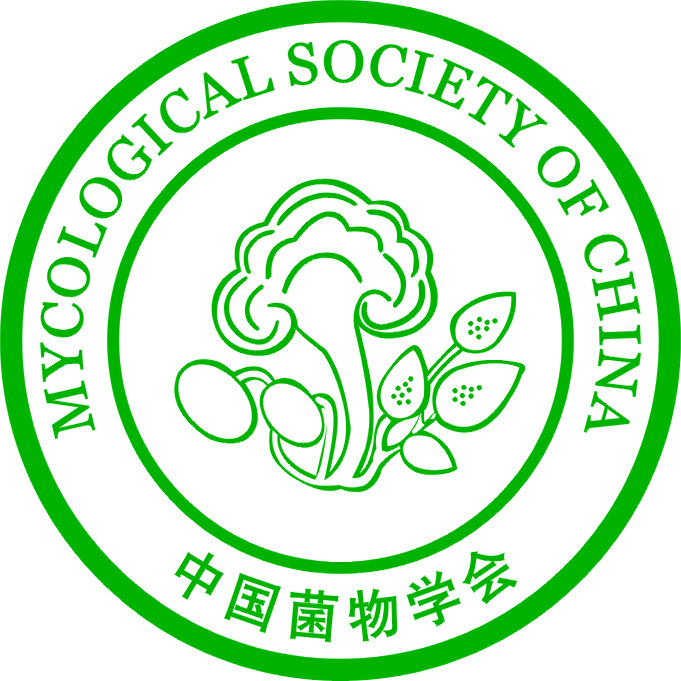 MYCOLOGICAL SOCIETY OF CHINA
中国菌物学会